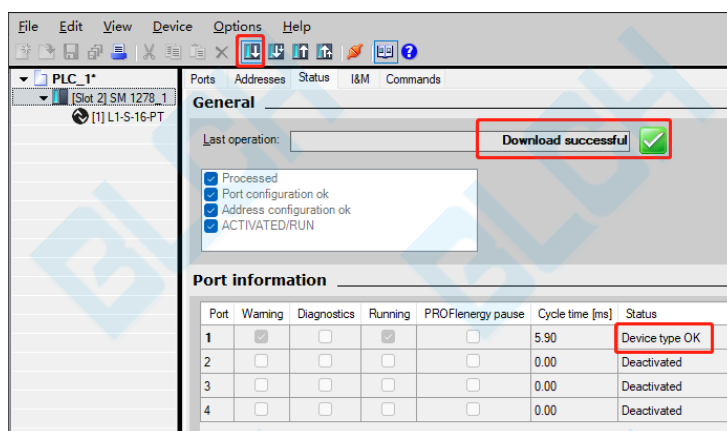 File Edit View Device Options Help
PLC_1*
[Slot 2] SM 1278_1
[1] L1-S-16-PT
Ports Addresses Status I&M Commands
General
Last operation: Download successful
Processed
Port configuration ok
Address configuration ok
ACTIVATED/RUN
Port information
Port Warning Diagnostics Running PROFIenergy pause Cycle time [ms] Status
1 5.90 Device type OK
2 0.00 Deactivated
3 0.00 Deactivated
4 0.00 Deactivated
BLCH
BLCH
BLCH